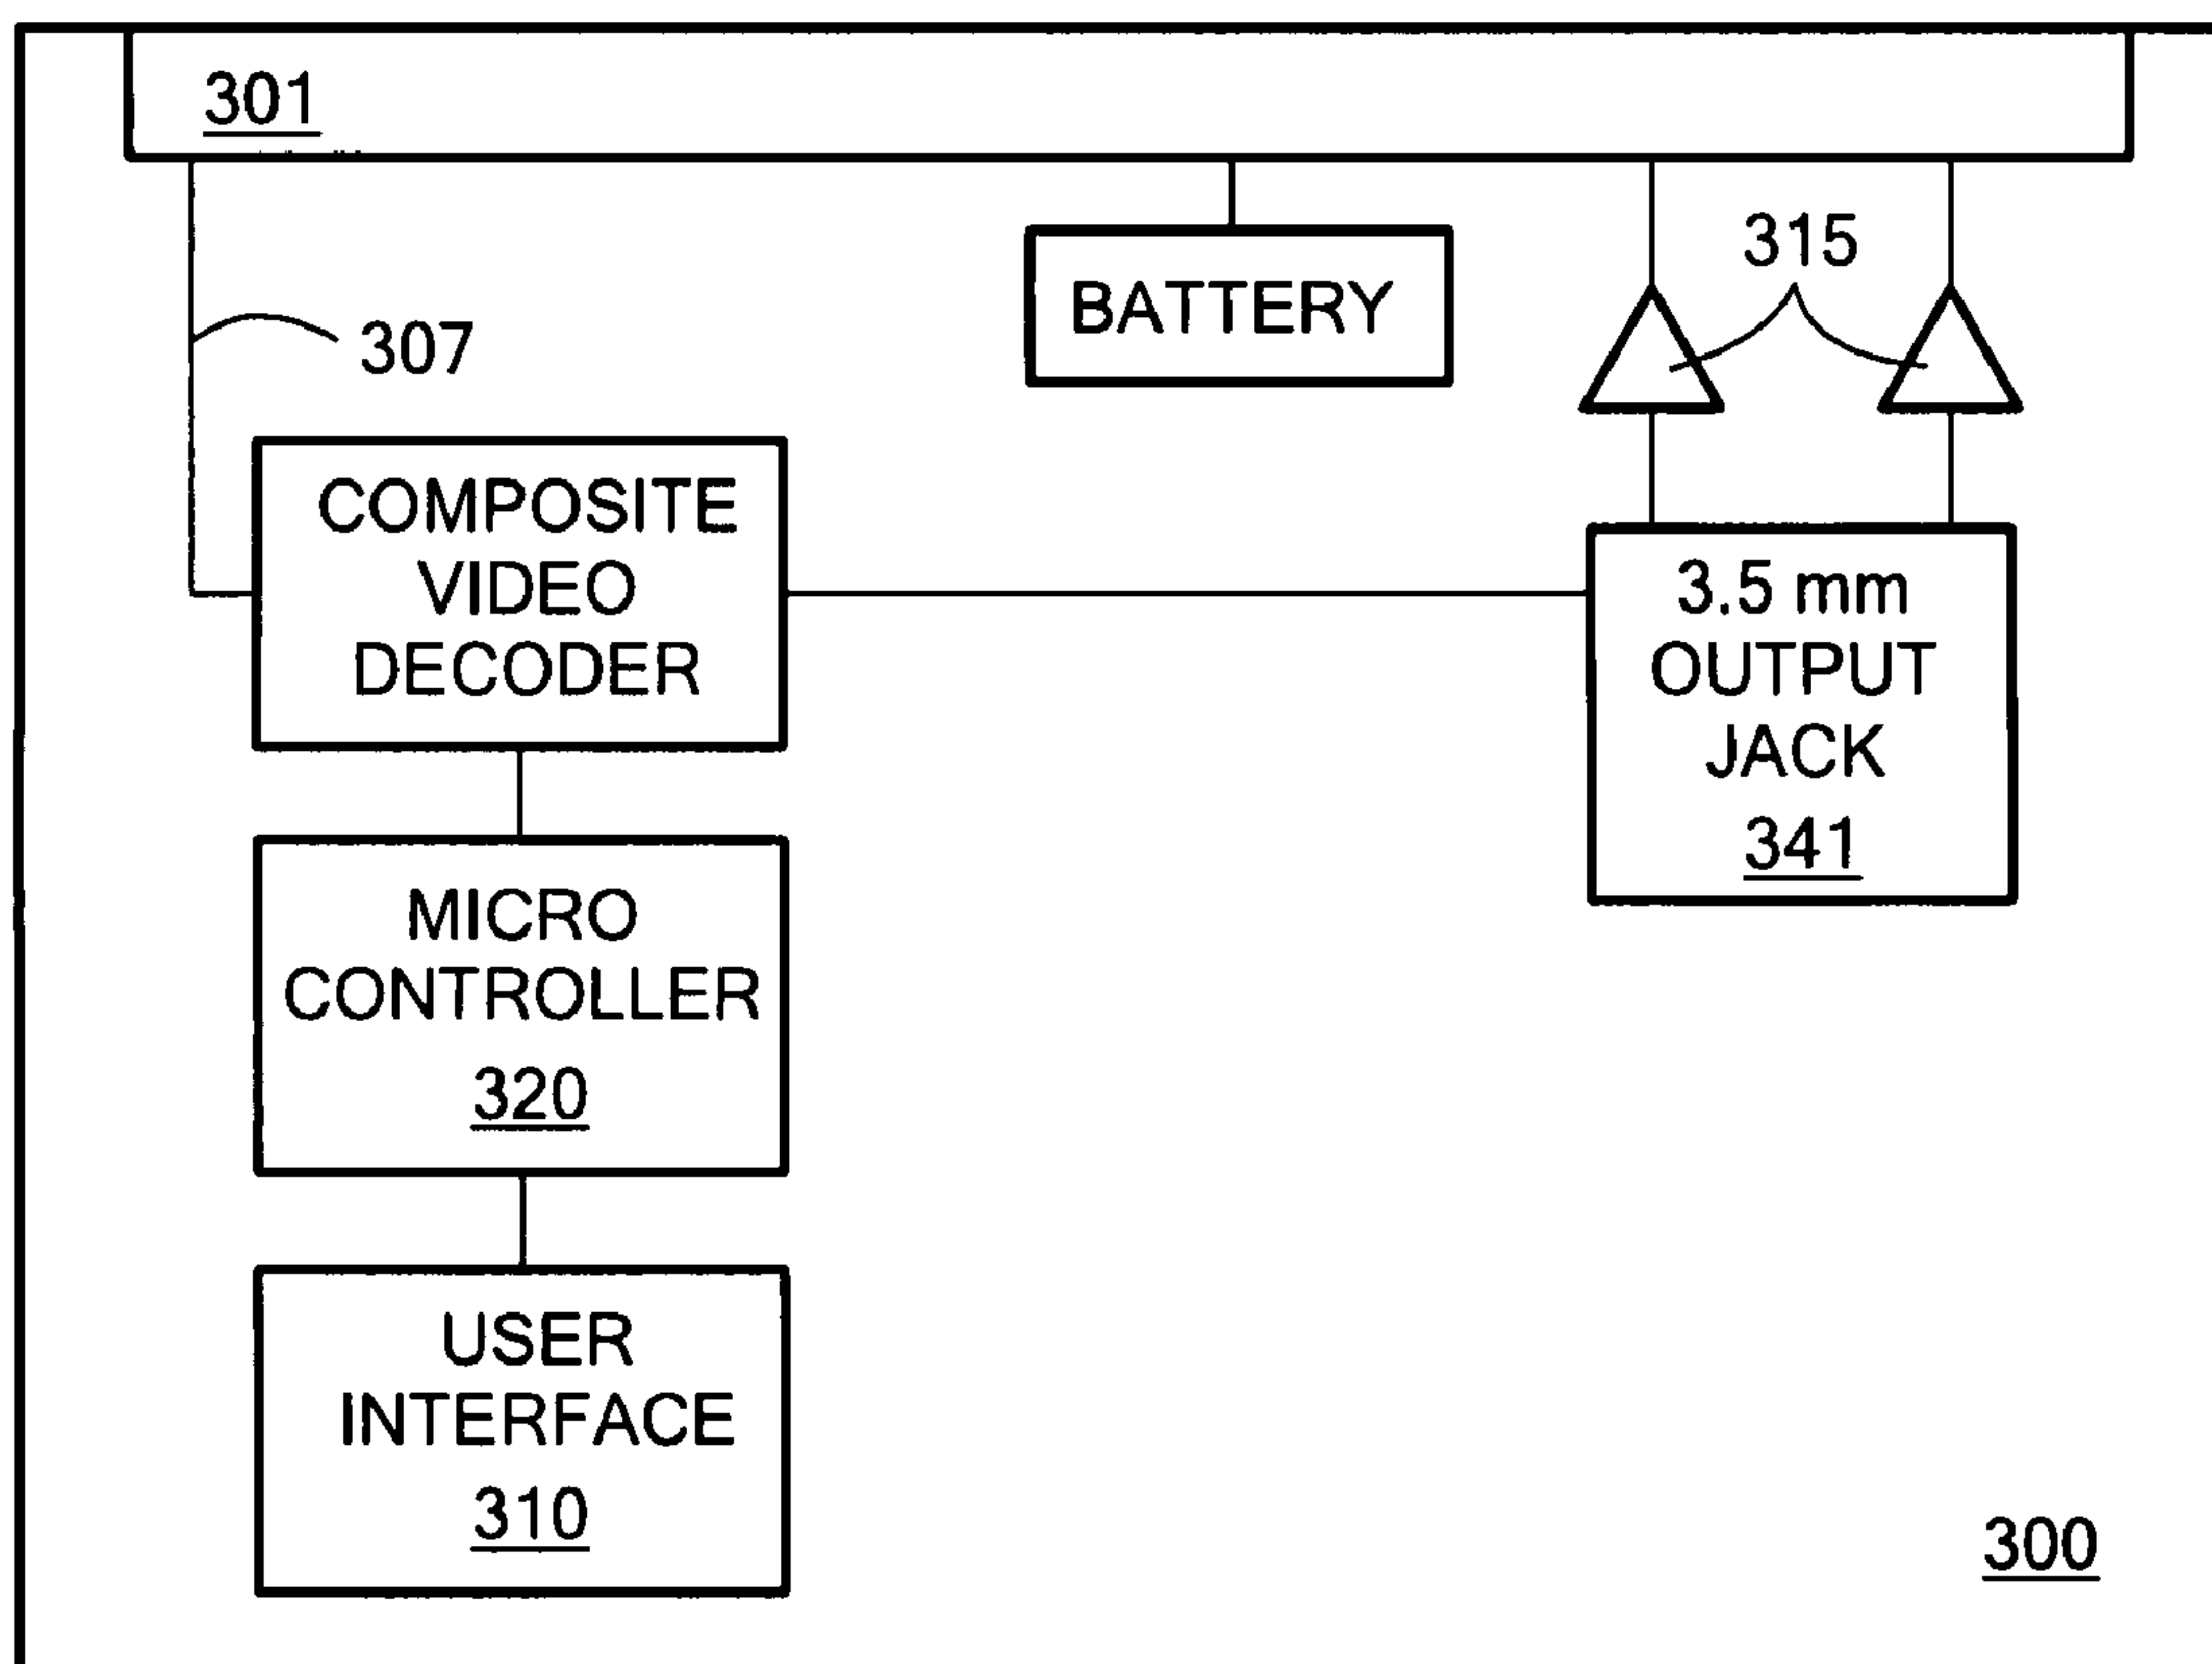 301
315
BATTERY
307
COMPOSITE
VIDEO
DECODER
3.5 mm
OUTPUT
JACK
341
MICRO
CONTROLLER
320
USER
INTERFACE
310
300